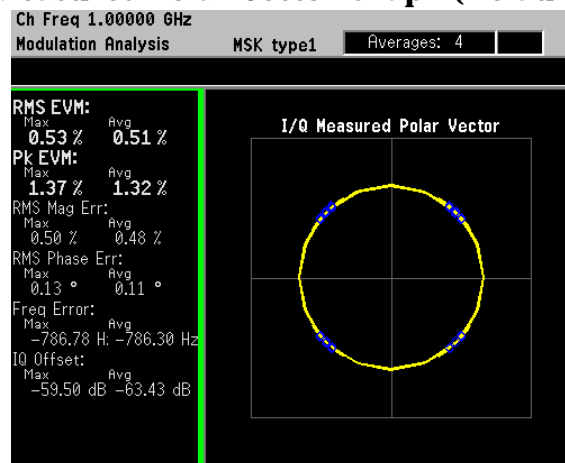 Ch Freq 1.00000 GHz
Modulation Analysis MSK type1 Averages: 4
RMS EVM:
Max Avg
0.53 % 0.51 %
Pk EVM:
Max Avg
1.37 % 1.32 %
RMS Mag Err:
Max Avg
0.50 % 0.48 %
RMS Phase Err:
Max Avg
0.13 ° 0.11 °
Freq Error:
Max Avg
-786.78 H: -786.30 Hz
IQ Offset:
Max Avg
-59.50 dB -63.43 dB
I/Q Measured Polar Vector